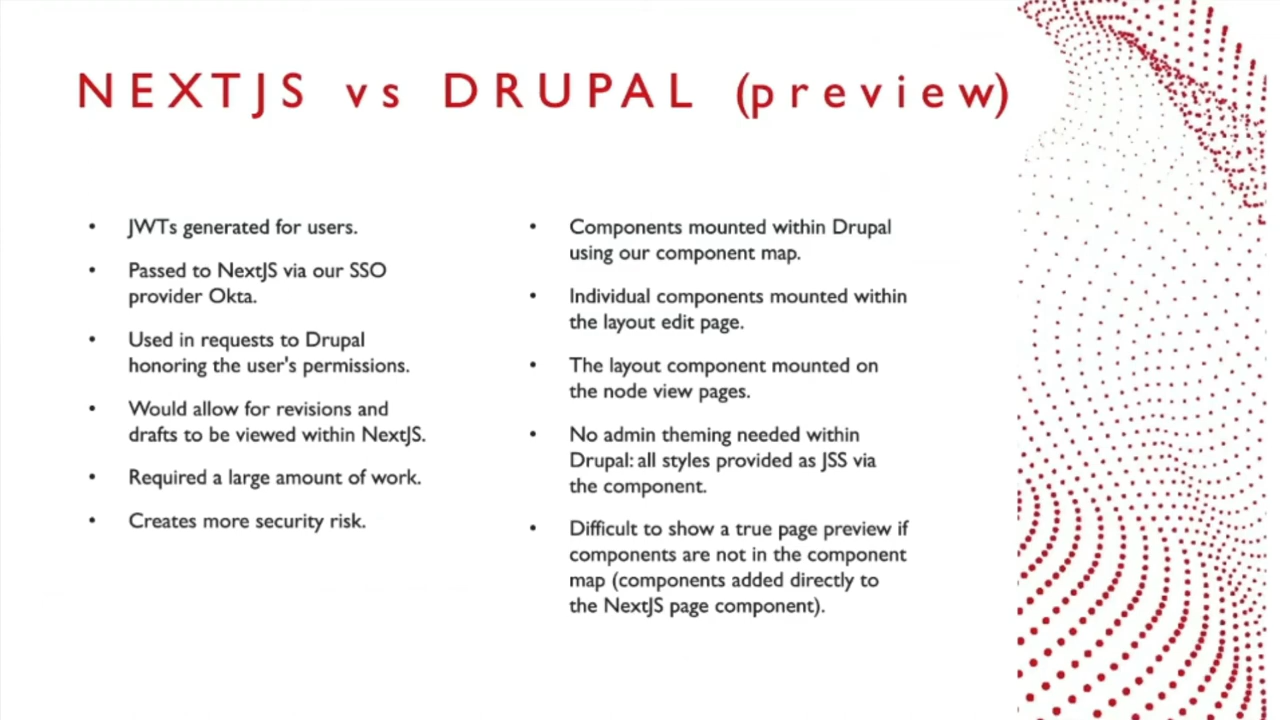 NEXTJS vs DRUPAL (preview)
• JWTs generated for users.
• Passed to NextJS via our SSO
provider Okta.
• Used in requests to Drupal
honoring the user's permissions.
• Would allow for revisions and
drafts to be viewed within NextJS.
• Required a large amount of work.
• Creates more security risk.
• Components mounted within Drupal
using our component map.
• Individual components mounted within
the layout edit page.
• The layout component mounted on
the node view pages.
• No admin theming needed within
Drupal: all styles provided as JSS via
the component.
• Difficult to show a true page preview if
components are not in the component
map (components added directly to
the NextJS page component).